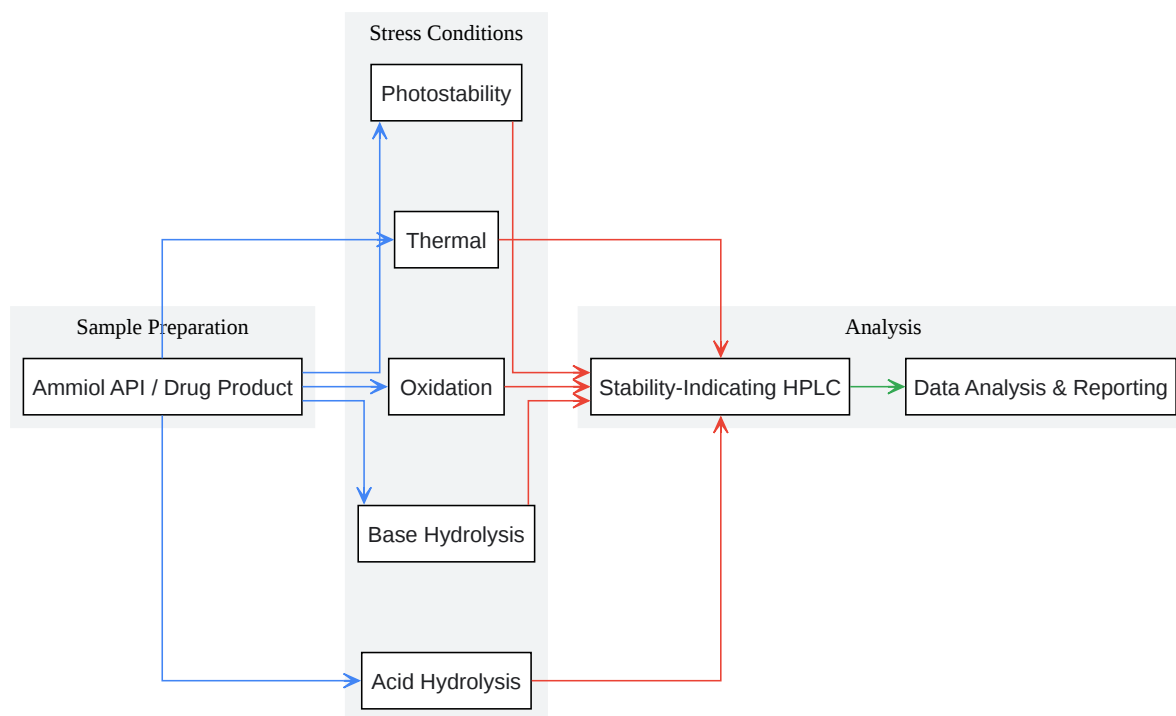 Stress Conditions
Photostability
Thermal
Sample Preparation
Analysis
Ammiol API / Drug Product
Oxidation
Stability-Indicating HPLC
Data Analysis & Reporting
Base Hydrolysis
Acid Hydrolysis